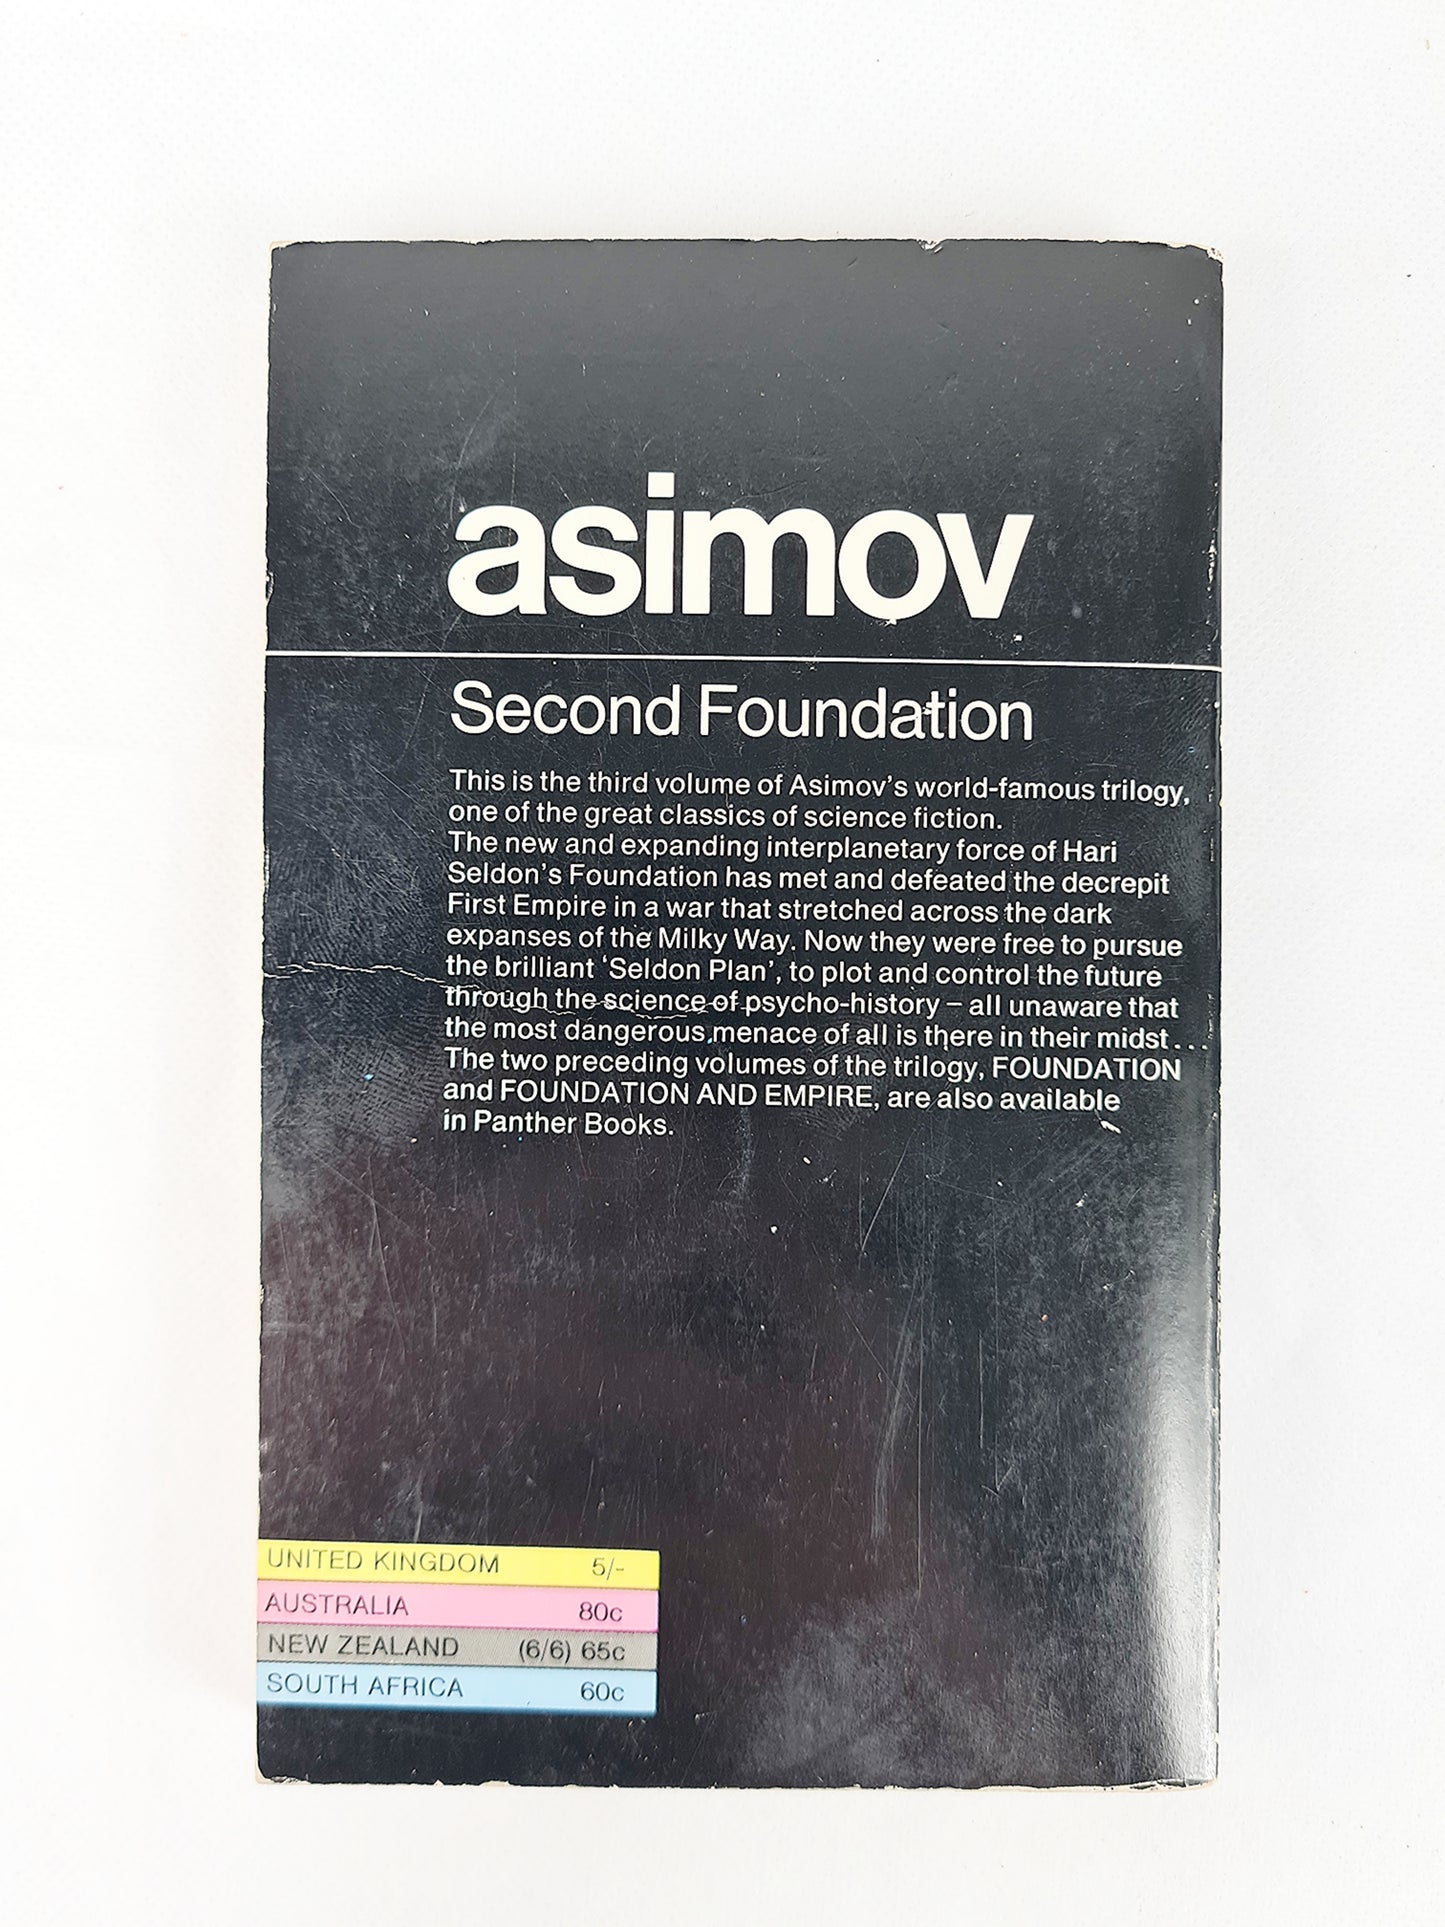 asimov
Second Foundation
This is the third volume of Asimov's world-famous trilogy,
one of the great classics of science fiction.
The new and expanding interplanetary force of Hari
Seldon's Foundation has met and defeated the decrepit
First Empire in a war that stretched across the dark
expanses of the Milky Way. Now they were free to pursue
the brilliant ‘Seldon Plan’, to plot and control the future
through the science of psycho-history – all unaware that
the most dangerous menace of all is there in their midst...
The two preceding volumes of the trilogy, FOUNDATION
and FOUNDATION AND EMPIRE, are also available
in Panther Books.
UNITED KINGDOM 5/-
AUSTRALIA 80c
NEW ZEALAND (6/6) 65c
SOUTH AFRICA 60c